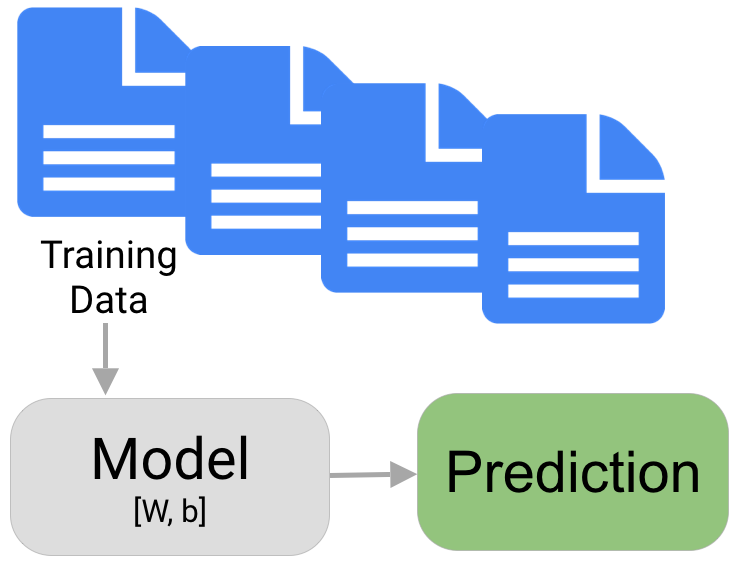 Training
Data
Model
[W, b]
Prediction